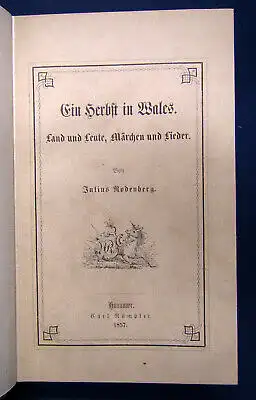 Ein Herbst in Wales.
Land und Leute, Märchen und Lieder.
Von
Julius Rodenberg.
Hannover.
Carl Rümpler
1857.